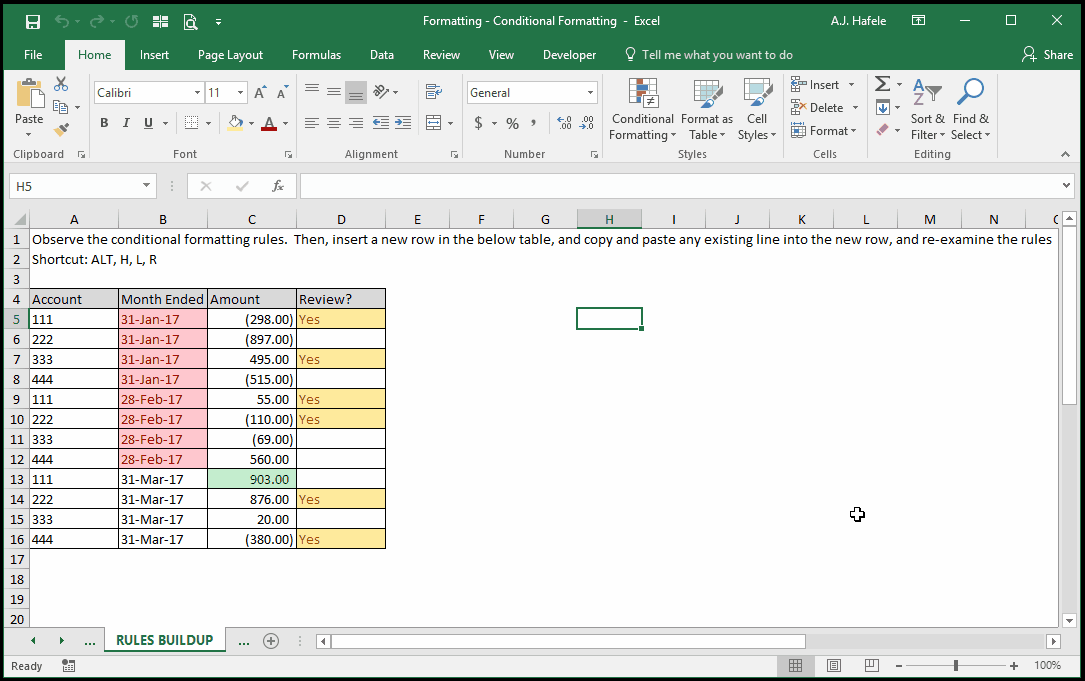 Formatting - Conditional Formatting - Excel
A.J. Hafele
File Home Insert Page Layout Formulas Data Review View Developer Tell me what you want to do Share
Paste
Clipboard
Calibri 11
B I U A
Font
Alignment
General
$ % ,
Number
Conditional Formatting
Format as Table
Cell Styles
Styles
Insert
Delete
Format
Cells
Sort & Filter
Find & Select
Editing
H5
fx
A B C D E F G H I J K L M N
1 Observe the conditional formatting rules. Then, insert a new row in the below table, and copy and paste any existing line into the new row, and re-examine the rules
2 Shortcut: ALT, H, L, R
3
4 Account Month Ended Amount Review?
5 111 31-Jan-17 (298.00) Yes
6 222 31-Jan-17 (897.00)
7 333 31-Jan-17 495.00 Yes
8 444 31-Jan-17 (515.00)
9 111 28-Feb-17 55.00 Yes
10 222 28-Feb-17 (110.00) Yes
11 333 28-Feb-17 (69.00)
12 444 28-Feb-17 560.00
13 111 31-Mar-17 903.00
14 222 31-Mar-17 876.00 Yes
15 333 31-Mar-17 20.00
16 444 31-Mar-17 (380.00) Yes
17
18
19
20
... RULES BUILDUP ...
Ready
100%